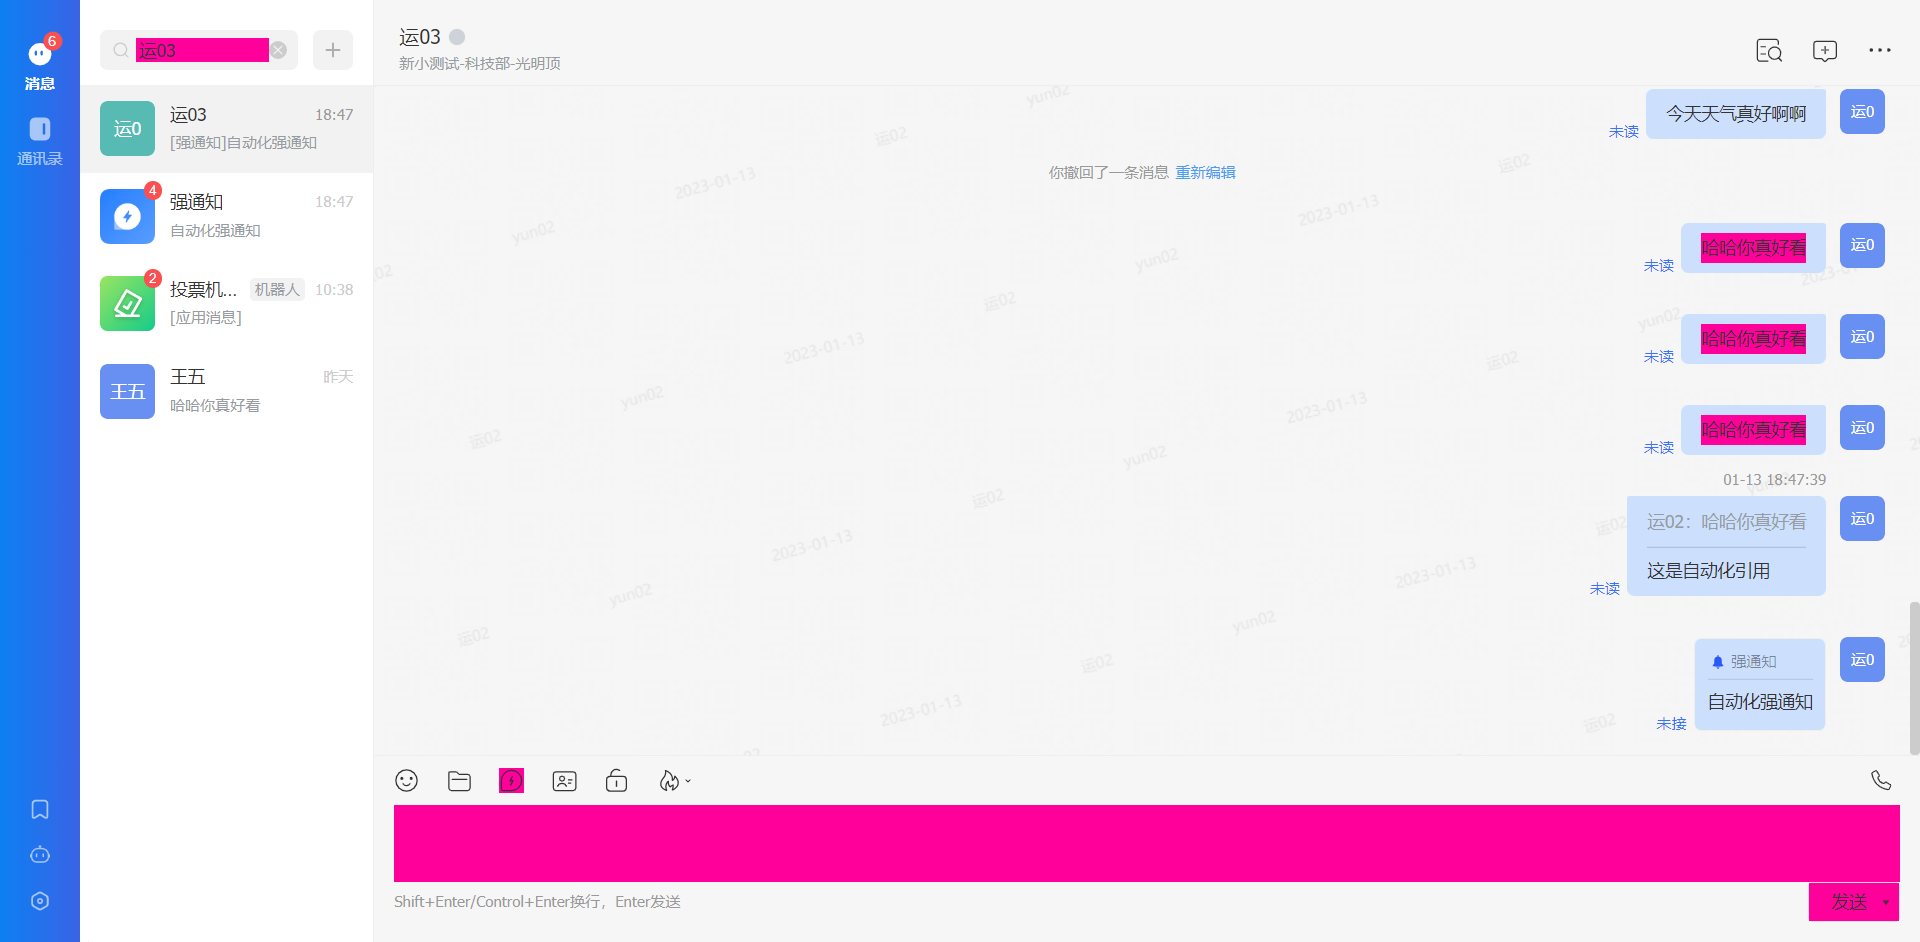 6
消息
通讯录
运03
运0
运03
18:47
[强通知]自动化强通知
4
强通知
18:47
自动化强通知
2
投票机...
机器人
10:38
[应用消息]
王五
王五
昨天
哈哈你真好看
运03
新小测试-科技部-光明顶
今天天气真好啊啊
运0
未读
你撤回了一条消息 重新编辑
哈哈你真好看
运0
未读
哈哈你真好看
运0
未读
哈哈你真好看
运0
未读
01-13 18:47:39
运02：哈哈你真好看
这是自动化引用
运0
未读
强通知
自动化强通知
运0
未接
Shift+Enter/Control+Enter换行，Enter发送
发送
yun02
运02
2023-01-13